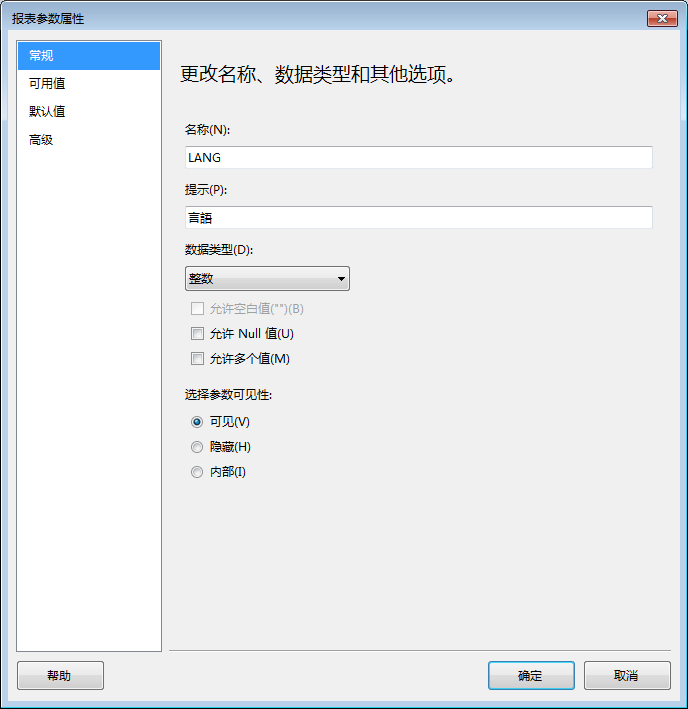 报表参数属性
常规
可用值
默认值
高级
更改名称、数据类型和其他选项。
名称(N):
LANG
提示(P):
言語
数据类型(D):
整数
允许空白值("")(B)
允许 Null 值(U)
允许多个值(M)
选择参数可见性:
可见(V)
隐藏(H)
内部(I)
帮助
确定
取消